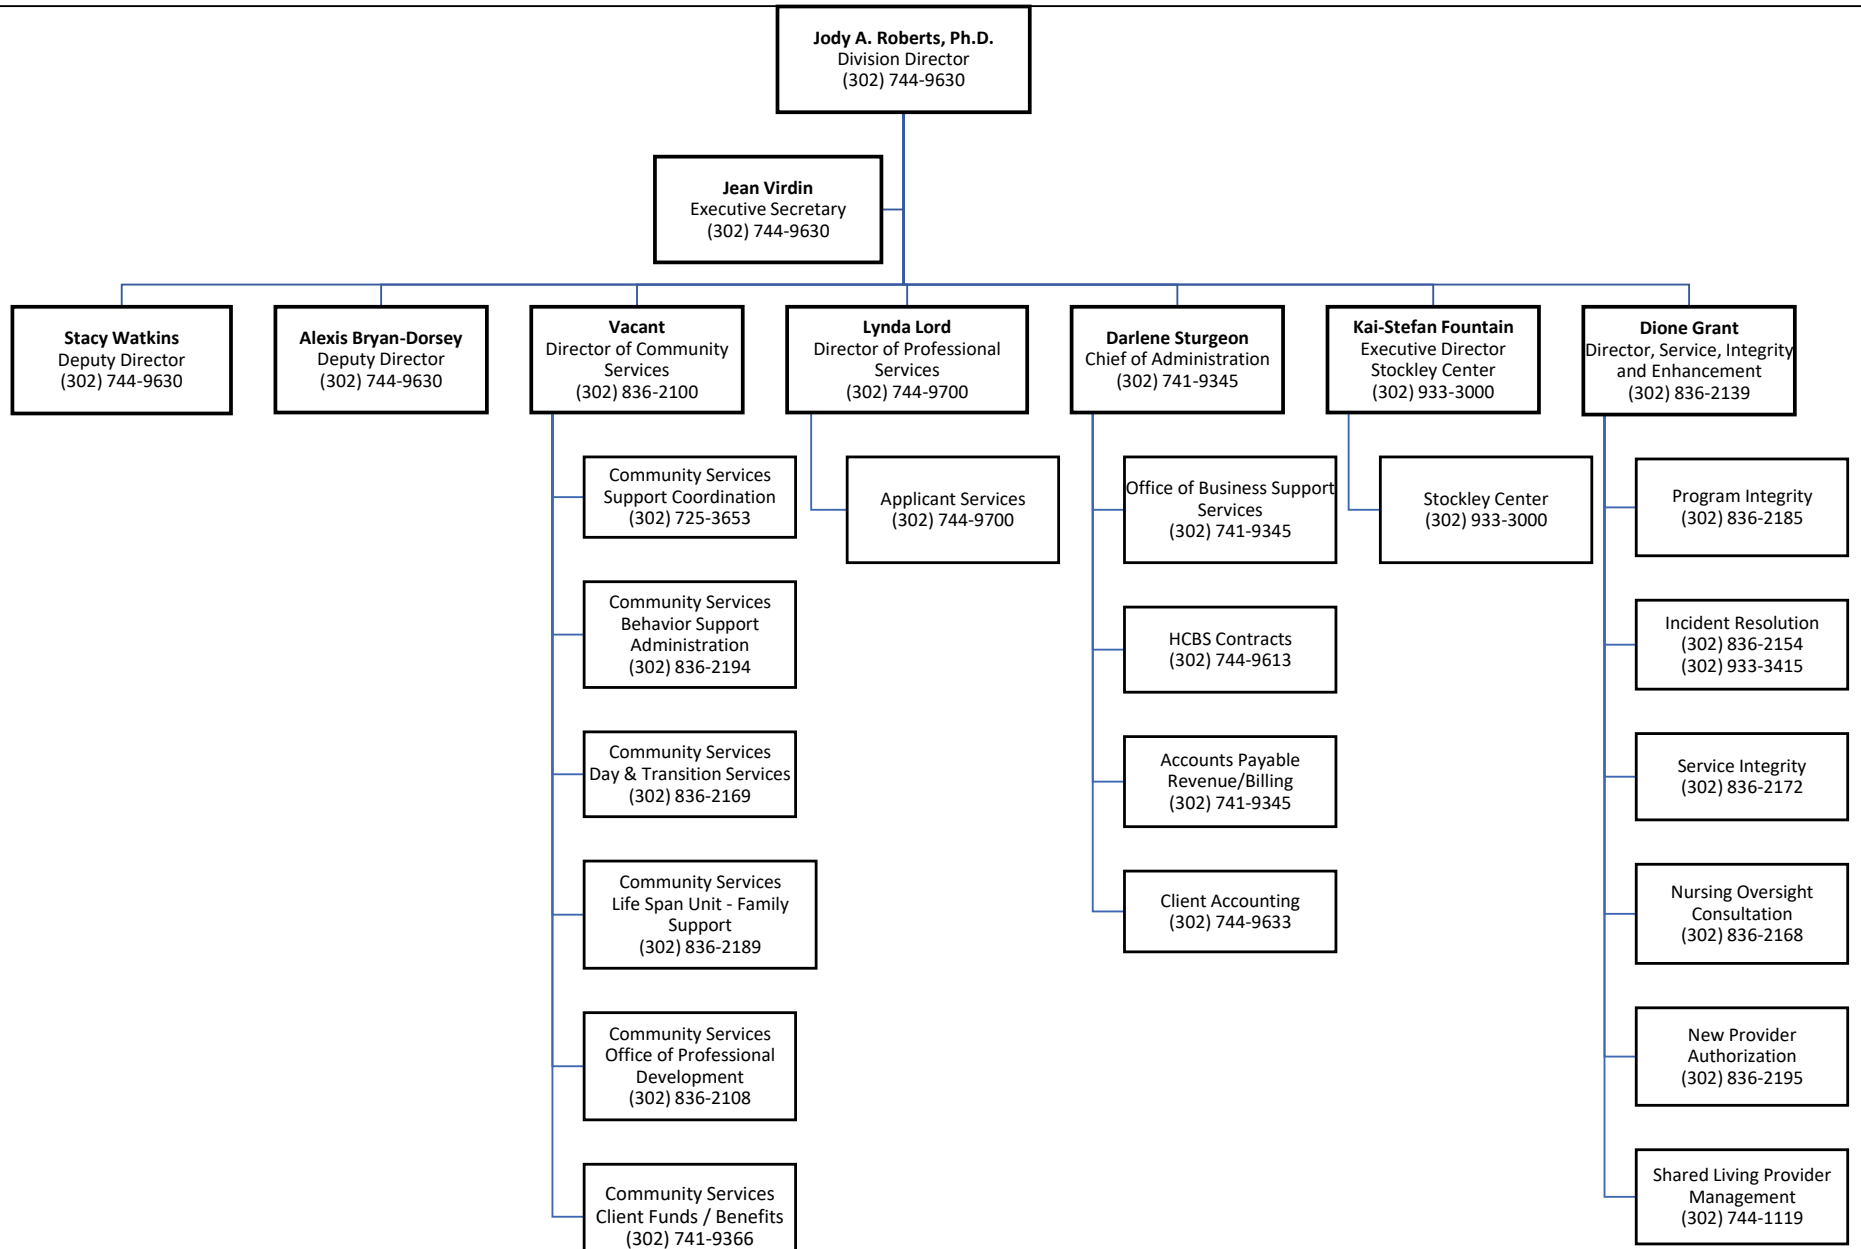 Jody A. Roberts, Ph.D.
Division Director
(302) 744-9630
Jean Virdin
Executive Secretary
(302) 744-9630
Stacy Watkins
Deputy Director
(302) 744-9630
Alexis Bryan-Dorsey
Deputy Director
(302) 744-9630
Vacant
Director of Community
Services
(302) 836-2100
Lynda Lord
Director of Professional
Services
(302) 744-9700
Darlene Sturgeon
Chief of Administration
(302) 741-9345
Kai-Stefan Fountain
Executive Director
Stockley Center
(302) 933-3000
Dione Grant
Director, Service, Integrity
and Enhancement
(302) 836-2139
Community Services
Support Coordination
(302) 725-3653
Community Services
Behavior Support
Administration
(302) 836-2194
Community Services
Day & Transition Services
(302) 836-2169
Community Services
Life Span Unit - Family
Support
(302) 836-2189
Community Services
Office of Professional
Development
(302) 836-2108
Community Services
Client Funds / Benefits
(302) 741-9366
Applicant Services
(302) 744-9700
Office of Business Support
Services
(302) 741-9345
HCBS Contracts
(302) 744-9613
Accounts Payable
Revenue/Billing
(302) 741-9345
Client Accounting
(302) 744-9633
Stockley Center
(302) 933-3000
Program Integrity
(302) 836-2185
Incident Resolution
(302) 836-2154
(302) 933-3415
Service Integrity
(302) 836-2172
Nursing Oversight
Consultation
(302) 836-2168
New Provider
Authorization
(302) 836-2195
Shared Living Provider
Management
(302) 744-1119